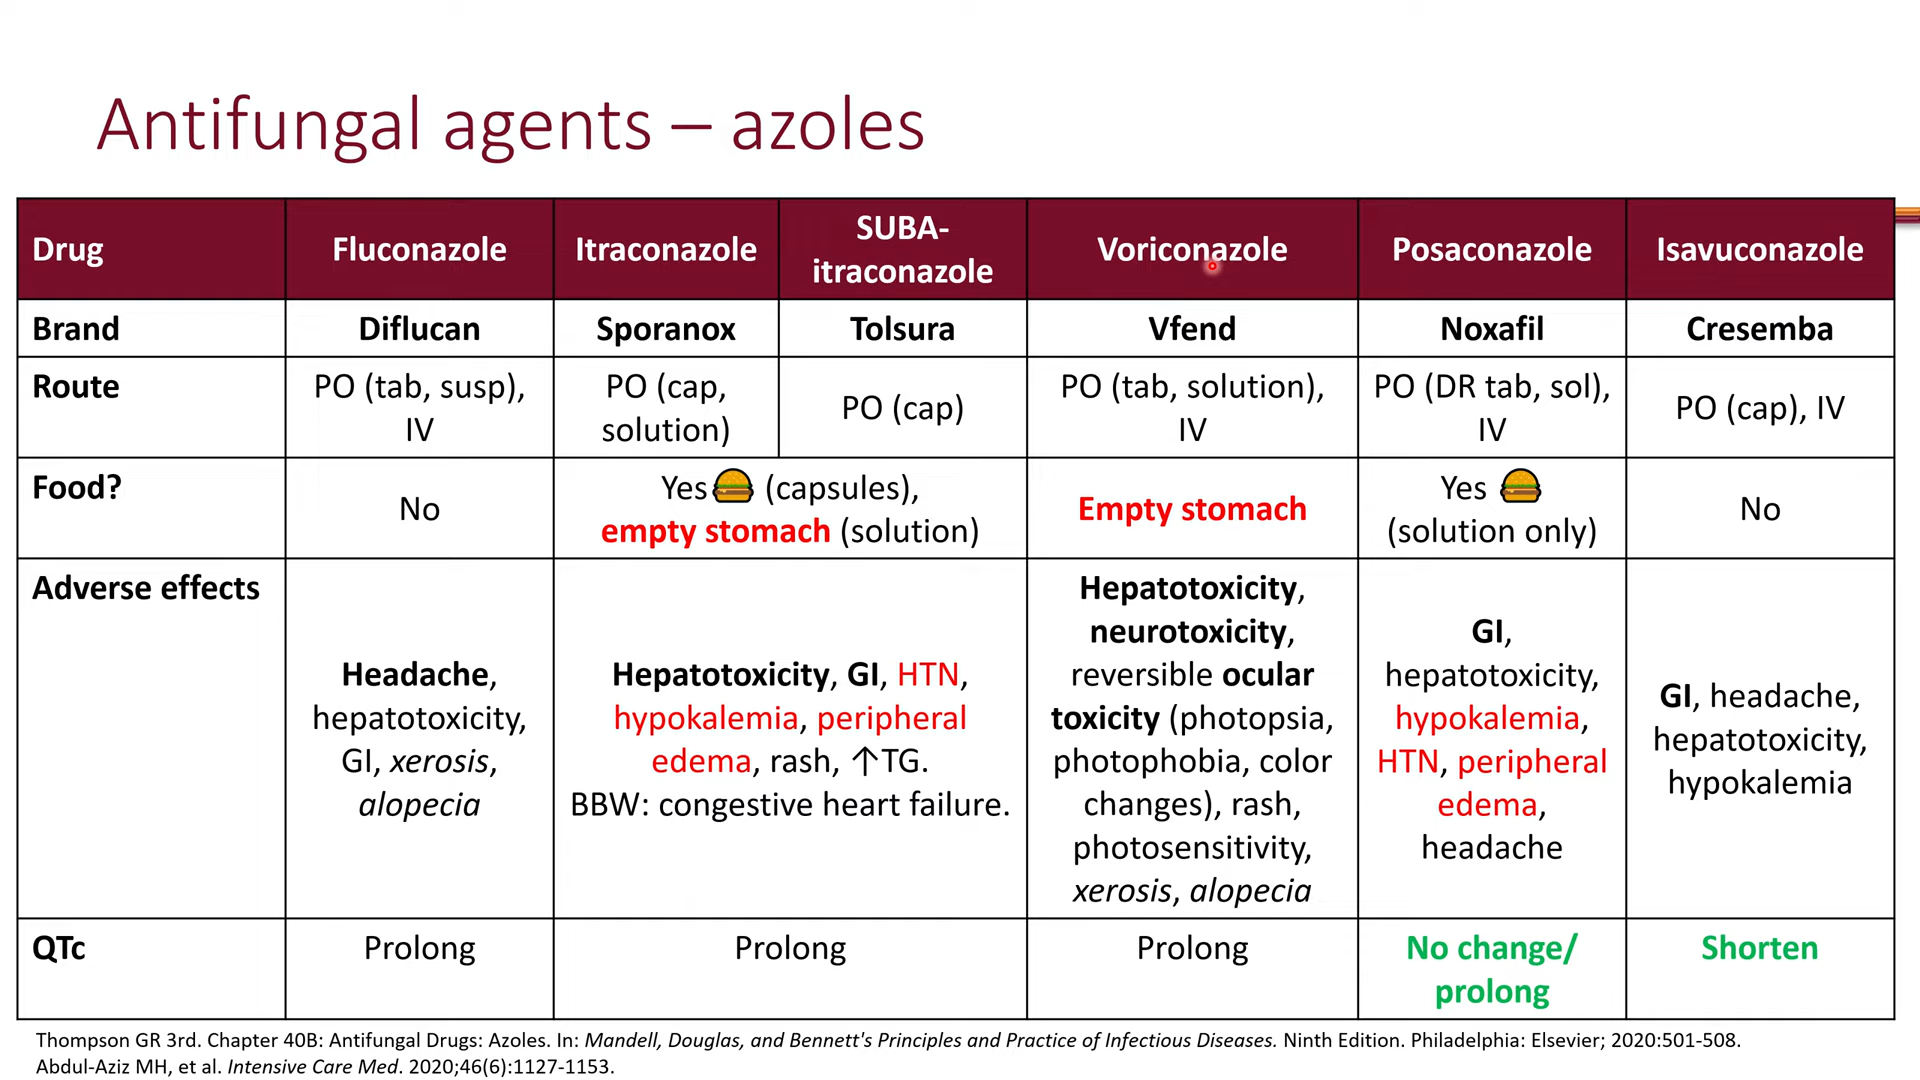 Antifungal agents – azoles
Drug
Fluconazole
Itraconazole
SUBA-
itraconazole
Voriconazole
Posaconazole
Isavuconazole
Brand
Diflucan
Sporanox
Tolsura
Vfend
Noxafil
Cresemba
Route
PO (tab, susp),
IV
PO (cap,
solution)
PO (cap)
PO (tab, solution),
IV
PO (DR tab, sol),
IV
PO (cap), IV
Food?
No
Yes (capsules),
empty stomach (solution)
Empty stomach
Yes
(solution only)
No
Adverse effects
Headache,
hepatotoxicity,
GI, xerosis,
alopecia
Hepatotoxicity, GI, HTN,
hypokalemia, peripheral
edema, rash, ↑TG.
BBW: congestive heart failure.
Hepatotoxicity,
neurotoxicity,
reversible ocular
toxicity (photopsia,
photophobia, color
changes), rash,
photosensitivity,
xerosis, alopecia
GI,
hepatotoxicity,
hypokalemia,
HTN, peripheral
edema,
headache
GI, headache,
hepatotoxicity,
hypokalemia
QTc
Prolong
Prolong
Prolong
No change/
prolong
Shorten
Thompson GR 3rd. Chapter 40B: Antifungal Drugs: Azoles. In: Mandell, Douglas, and Bennett's Principles and Practice of Infectious Diseases. Ninth Edition. Philadelphia: Elsevier; 2020:501-508.
Abdul-Aziz MH, et al. Intensive Care Med. 2020;46(6):1127-1153.